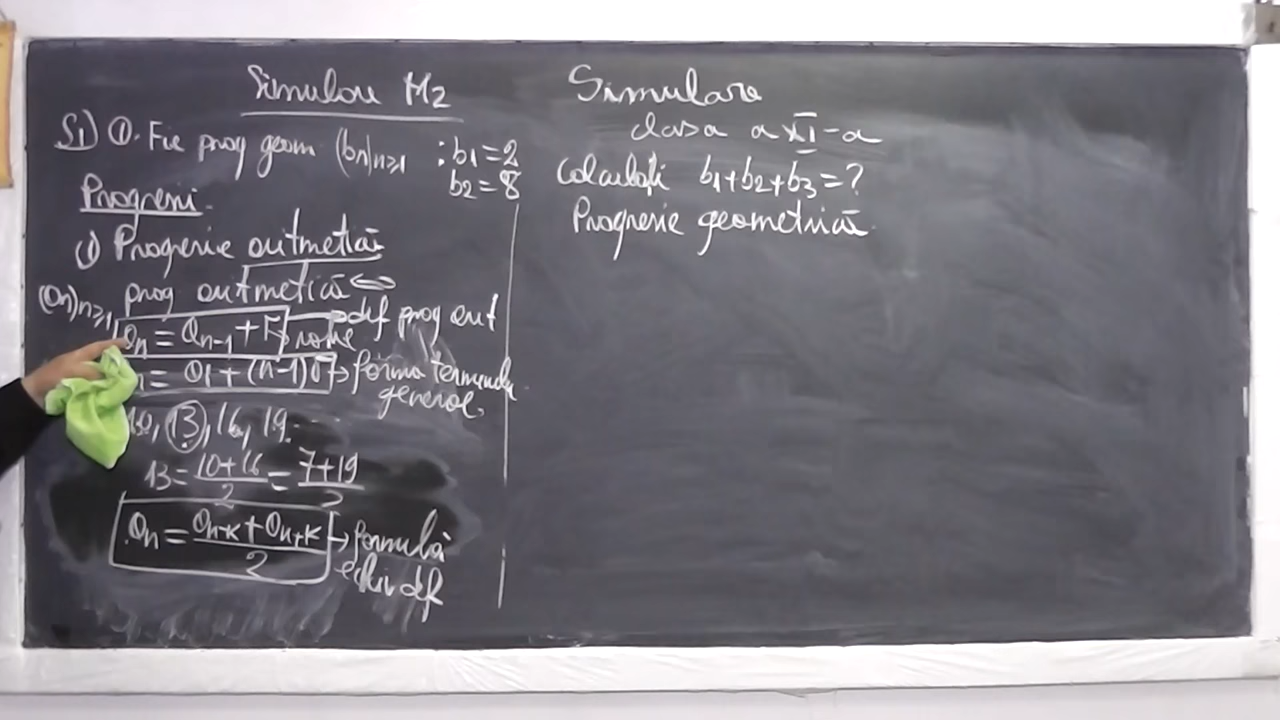 Simulare M2
S1) ①. Fie prog geom (bn)n≥1 : b1=2
b2=8
Progresii.
1) Progresie aritmetică
(an)n≥1 prog aritmetică <=>
an = an-1 + r → def prog arit
rație
n = a1 + (n-1)r → forma termenului
general.
10, 13, 16, 19.
13 = 10+16/2 = 7+19/2
an = an-k + an+k/2 → formulă
echiv def
Simulare
clasa a XI-a
Calculați b1+b2+b3=?
Progresie geometrică